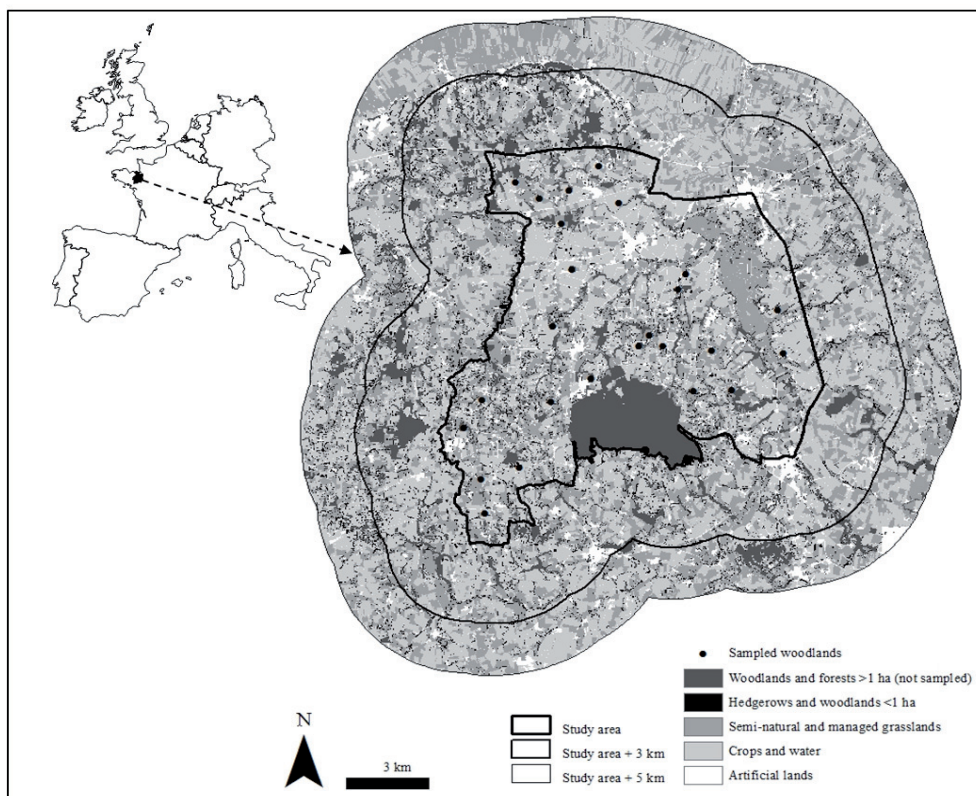 Sampled woodlands
Woodlands and forests >1 ha (not sampled)
Hedgerows and woodlands <1 ha
Semi-natural and managed grasslands
Crops and water
Artificial lands
Study area
Study area + 3 km
Study area + 5 km
N
3 km